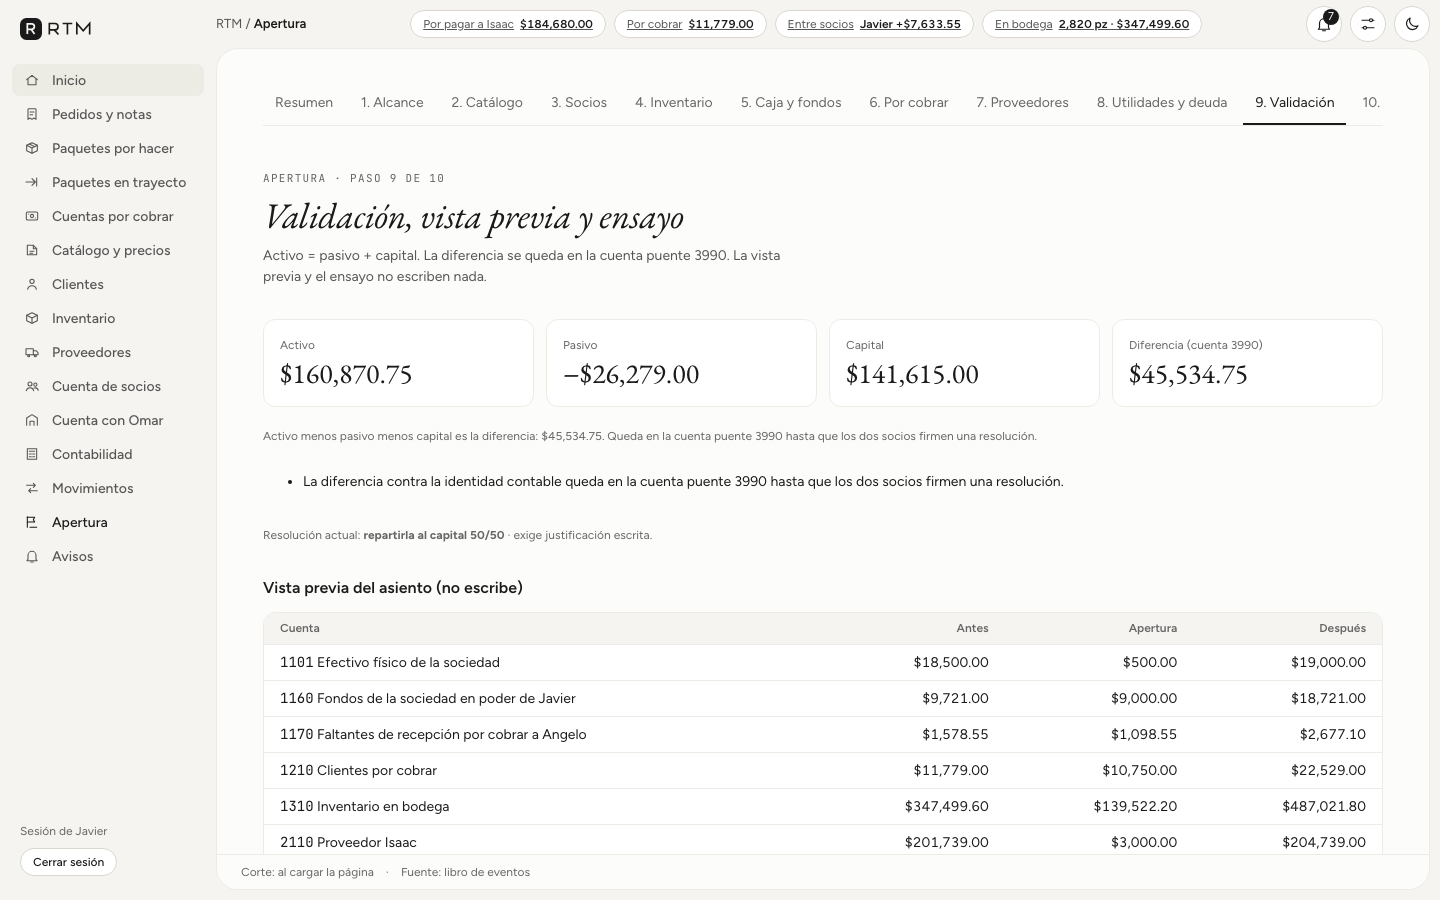 R RTM
RTM / Apertura
Por pagar a Isaac $184,680.00
Por cobrar $11,779.00
Entre socios Javier +$7,633.55
En bodega 2,820 pz · $347,499.60
7
Inicio
Pedidos y notas
Paquetes por hacer
Paquetes en trayecto
Cuentas por cobrar
Catálogo y precios
Clientes
Inventario
Proveedores
Cuenta de socios
Cuenta con Omar
Contabilidad
Movimientos
Apertura
Avisos
Sesión de Javier
Cerrar sesión
Resumen 1. Alcance 2. Catálogo 3. Socios 4. Inventario 5. Caja y fondos 6. Por cobrar 7. Proveedores 8. Utilidades y deuda 9. Validación 10.
APERTURA · PASO 9 DE 10
Validación, vista previa y ensayo
Activo = pasivo + capital. La diferencia se queda en la cuenta puente 3990. La vista
previa y el ensayo no escriben nada.
Activo
$160,870.75
Pasivo
−$26,279.00
Capital
$141,615.00
Diferencia (cuenta 3990)
$45,534.75
Activo menos pasivo menos capital es la diferencia: $45,534.75. Queda en la cuenta puente 3990 hasta que los dos socios firmen una resolución.
• La diferencia contra la identidad contable queda en la cuenta puente 3990 hasta que los dos socios firmen una resolución.
Resolución actual: repartirla al capital 50/50 · exige justificación escrita.
Vista previa del asiento (no escribe)
Cuenta Antes Apertura Después
1101 Efectivo físico de la sociedad $18,500.00 $500.00 $19,000.00
1160 Fondos de la sociedad en poder de Javier $9,721.00 $9,000.00 $18,721.00
1170 Faltantes de recepción por cobrar a Angelo $1,578.55 $1,098.55 $2,677.10
1210 Clientes por cobrar $11,779.00 $10,750.00 $22,529.00
1310 Inventario en bodega $347,499.60 $139,522.20 $487,021.80
2110 Proveedor Isaac $201,739.00 $3,000.00 $204,739.00
Corte: al cargar la página · Fuente: libro de eventos